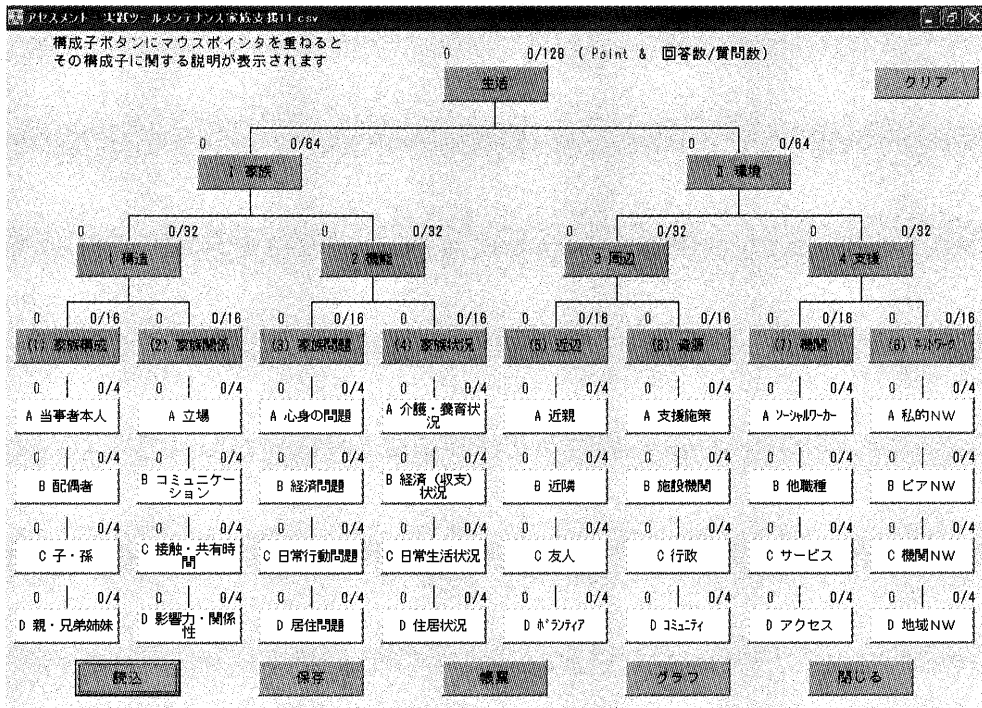 アセスメント - 実践ツールメンテナンス家族支援11.csv
構成子ボタンにマウスポインタを重ねると
その構成子に関する説明が表示されます
0 0/128 ( Point & 回答数/質問数)
生活
クリア
0 0/64 0 0/64
I 家族 II 環境
0 0/32 0 0/32 0 0/32 0 0/32
1 構造 2 機能 3 周辺 4 支援
0 0/16 0 0/16 0 0/16 0 0/16 0 0/16 0 0/16 0 0/16 0 0/16
(1) 家族構成 (2) 家族関係 (3) 家族問題 (4) 家族状況 (5) 近辺 (6) 資源 (7) 機関 (8) ネットワーク
0 0/4 0 0/4 0 0/4 0 0/4 0 0/4 0 0/4 0 0/4 0 0/4
A 当事者本人 A 立場 A 心身の問題 A 介護・養育状況 A 近親 A 支援施策 A ソーシャルワーカー A 私的NW
0 0/4 0 0/4 0 0/4 0 0/4 0 0/4 0 0/4 0 0/4 0 0/4
B 配偶者 B コミュニケーション B 経済問題 B 経済（収支）状況 B 近隣 B 施設機関 B 他職種 B ピアNW
0 0/4 0 0/4 0 0/4 0 0/4 0 0/4 0 0/4 0 0/4 0 0/4
C 子・孫 C 接触・共有時間 C 日常行動問題 C 日常生活状況 C 友人 C 行政 C サービス C 機関NW
0 0/4 0 0/4 0 0/4 0 0/4 0 0/4 0 0/4 0 0/4 0 0/4
D 親・兄弟姉妹 D 影響力・関係性 D 居住問題 D 住居状況 D ボランティア D コミュニティ D アクセス D 地域NW
読込 保存 帳票 グラフ 閉じる